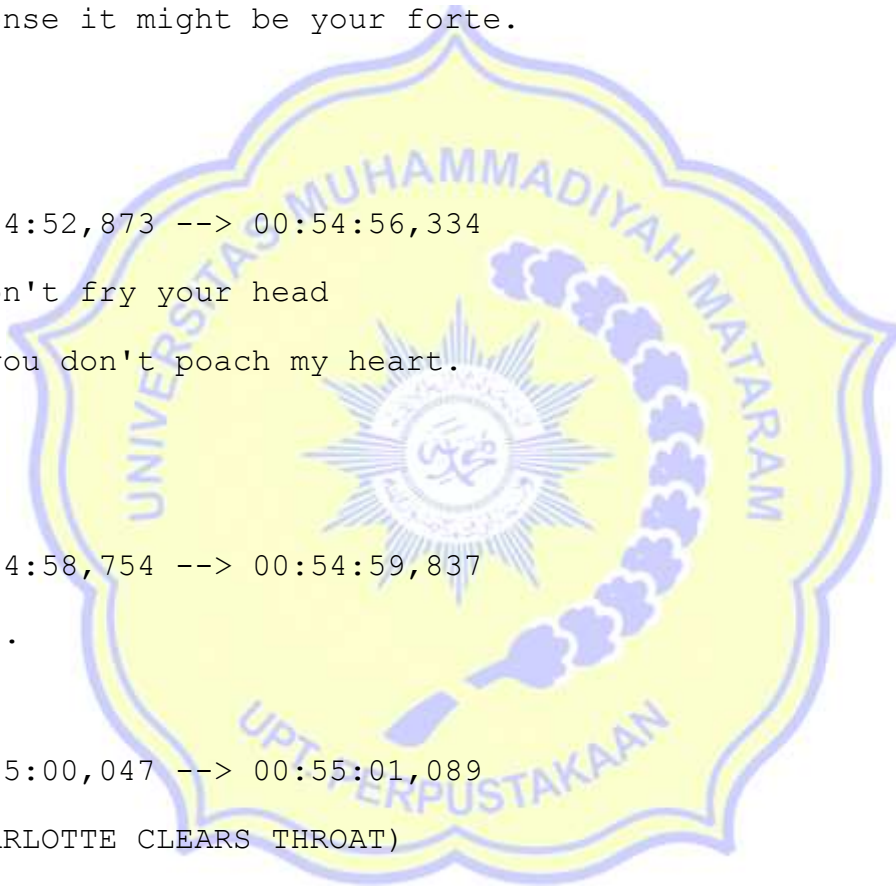 nse it might be your forte.
4:52,873 --> 00:54:56,334
n't fry your head
you don't poach my heart.
4:58,754 --> 00:54:59,837
.
5:00,047 --> 00:55:01,089
ARLOTTE CLEARS THROAT)
UNIVERSITAS MUHAMMADIYAH MATARAM
UPT. PERPUSTAKAAN